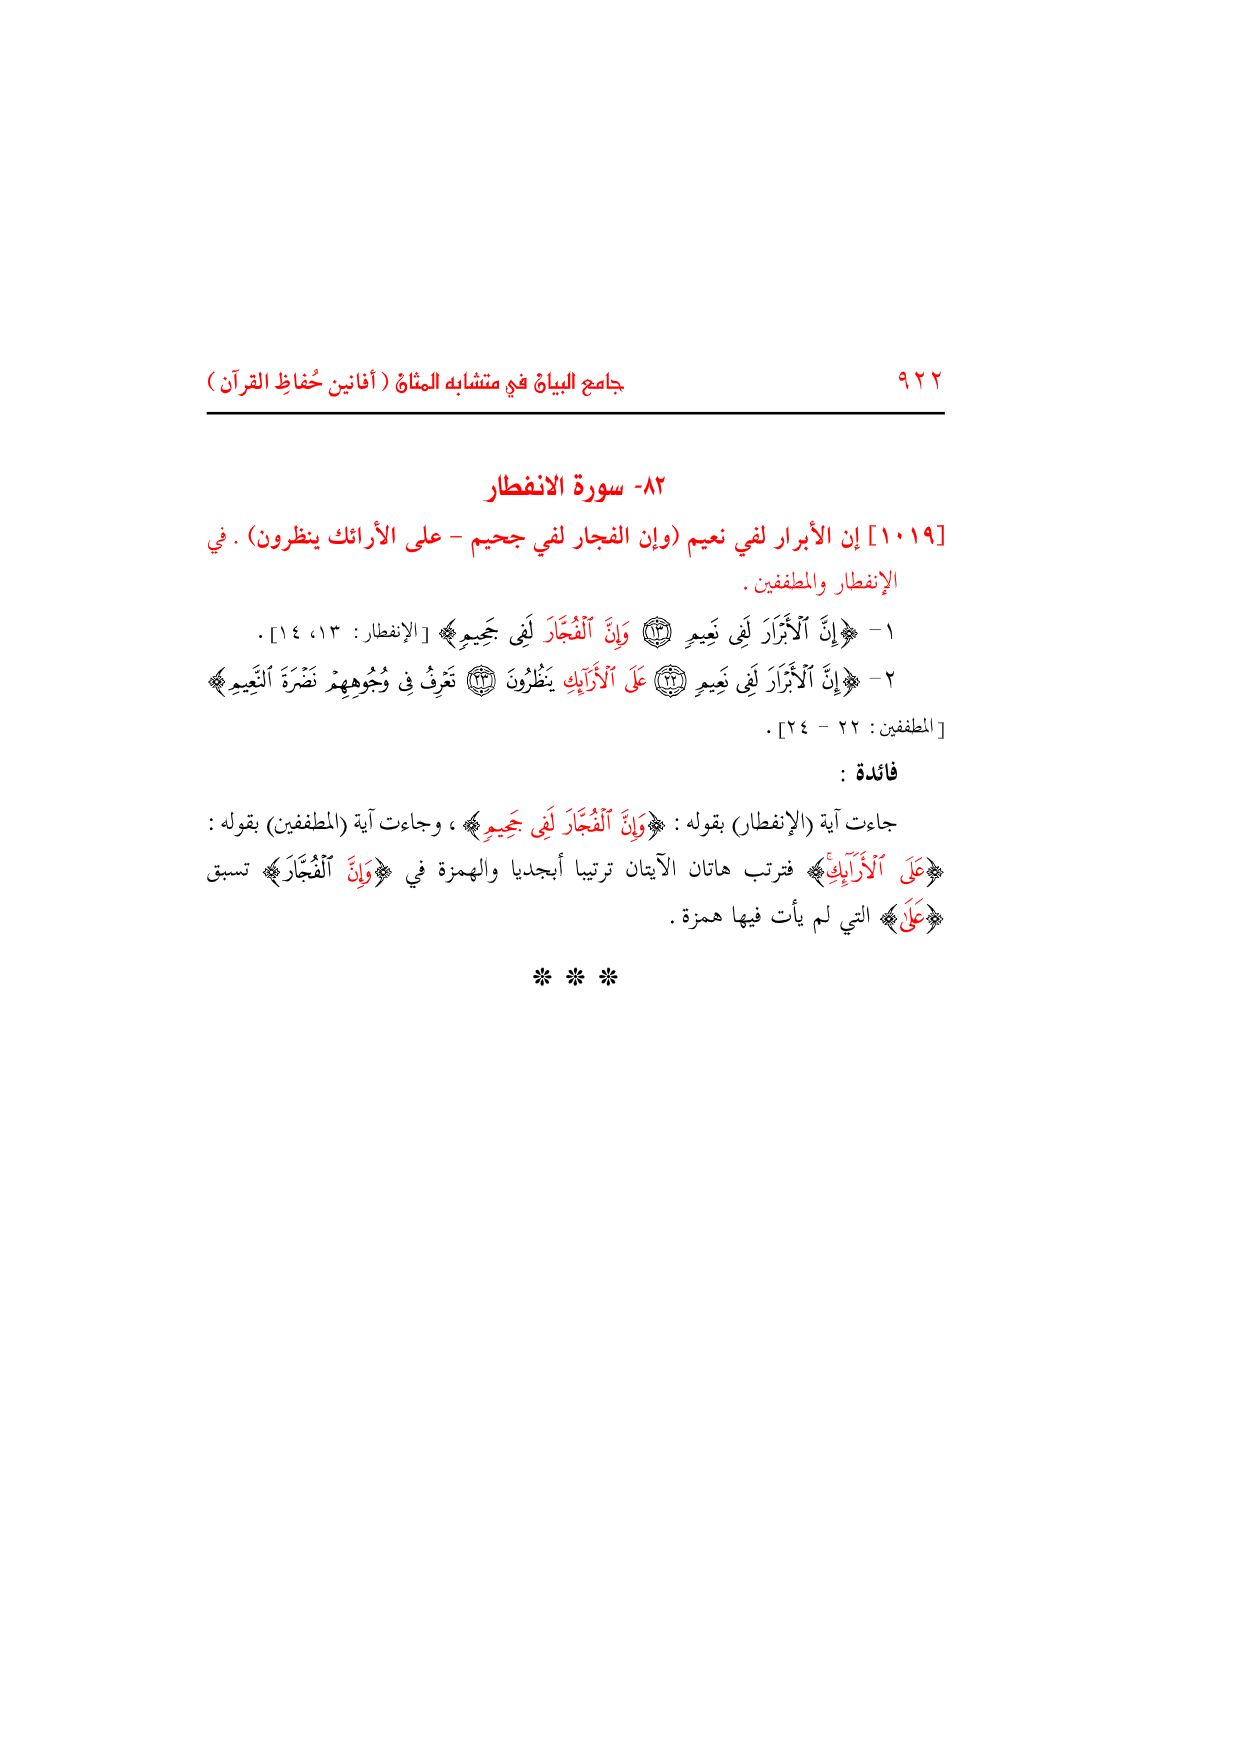 ٩٢٢ جامع البيان في متشابه المثان ( أفانين حُفاظِ القرآن )
٨٢- سورة الانفطار
[١٠١٩] إن الأبرار لفي نعيم (وإن الفجار لفي جحيم – على الأرائك ينظرون) . في
الإنفطار والمطففين .
١– ﴿إِنَّ ٱلْأَبْرَارَ لَفِى نَعِيمٍ ١٣ وَإِنَّ ٱلْفُجَّارَ لَفِى جَحِيمٍ﴾ [الإنفطار : ١٣، ١٤] .
٢– ﴿إِنَّ ٱلْأَبْرَارَ لَفِى نَعِيمٍ ٢٢ عَلَى ٱلْأَرَآئِكِ يَنظُرُونَ ٢٣ تَعْرِفُ فِى وُجُوهِهِمْ نَضْرَةَ ٱلنَّعِيمِ﴾
[المطففين : ٢٢ – ٢٤] .
فائدة :
جاءت آية (الإنفطار) بقوله : ﴿وَإِنَّ ٱلْفُجَّارَ لَفِى جَحِيمٍ﴾ ، وجاءت آية (المطففين) بقوله :
﴿عَلَى ٱلْأَرَآئِكِۚ﴾ فترتب هاتان الآيتان ترتيبا أبجديا والهمزة في ﴿وَإِنَّ ٱلْفُجَّارَ﴾ تسبق
﴿عَلَىٰ﴾ التي لم يأت فيها همزة .
* * *